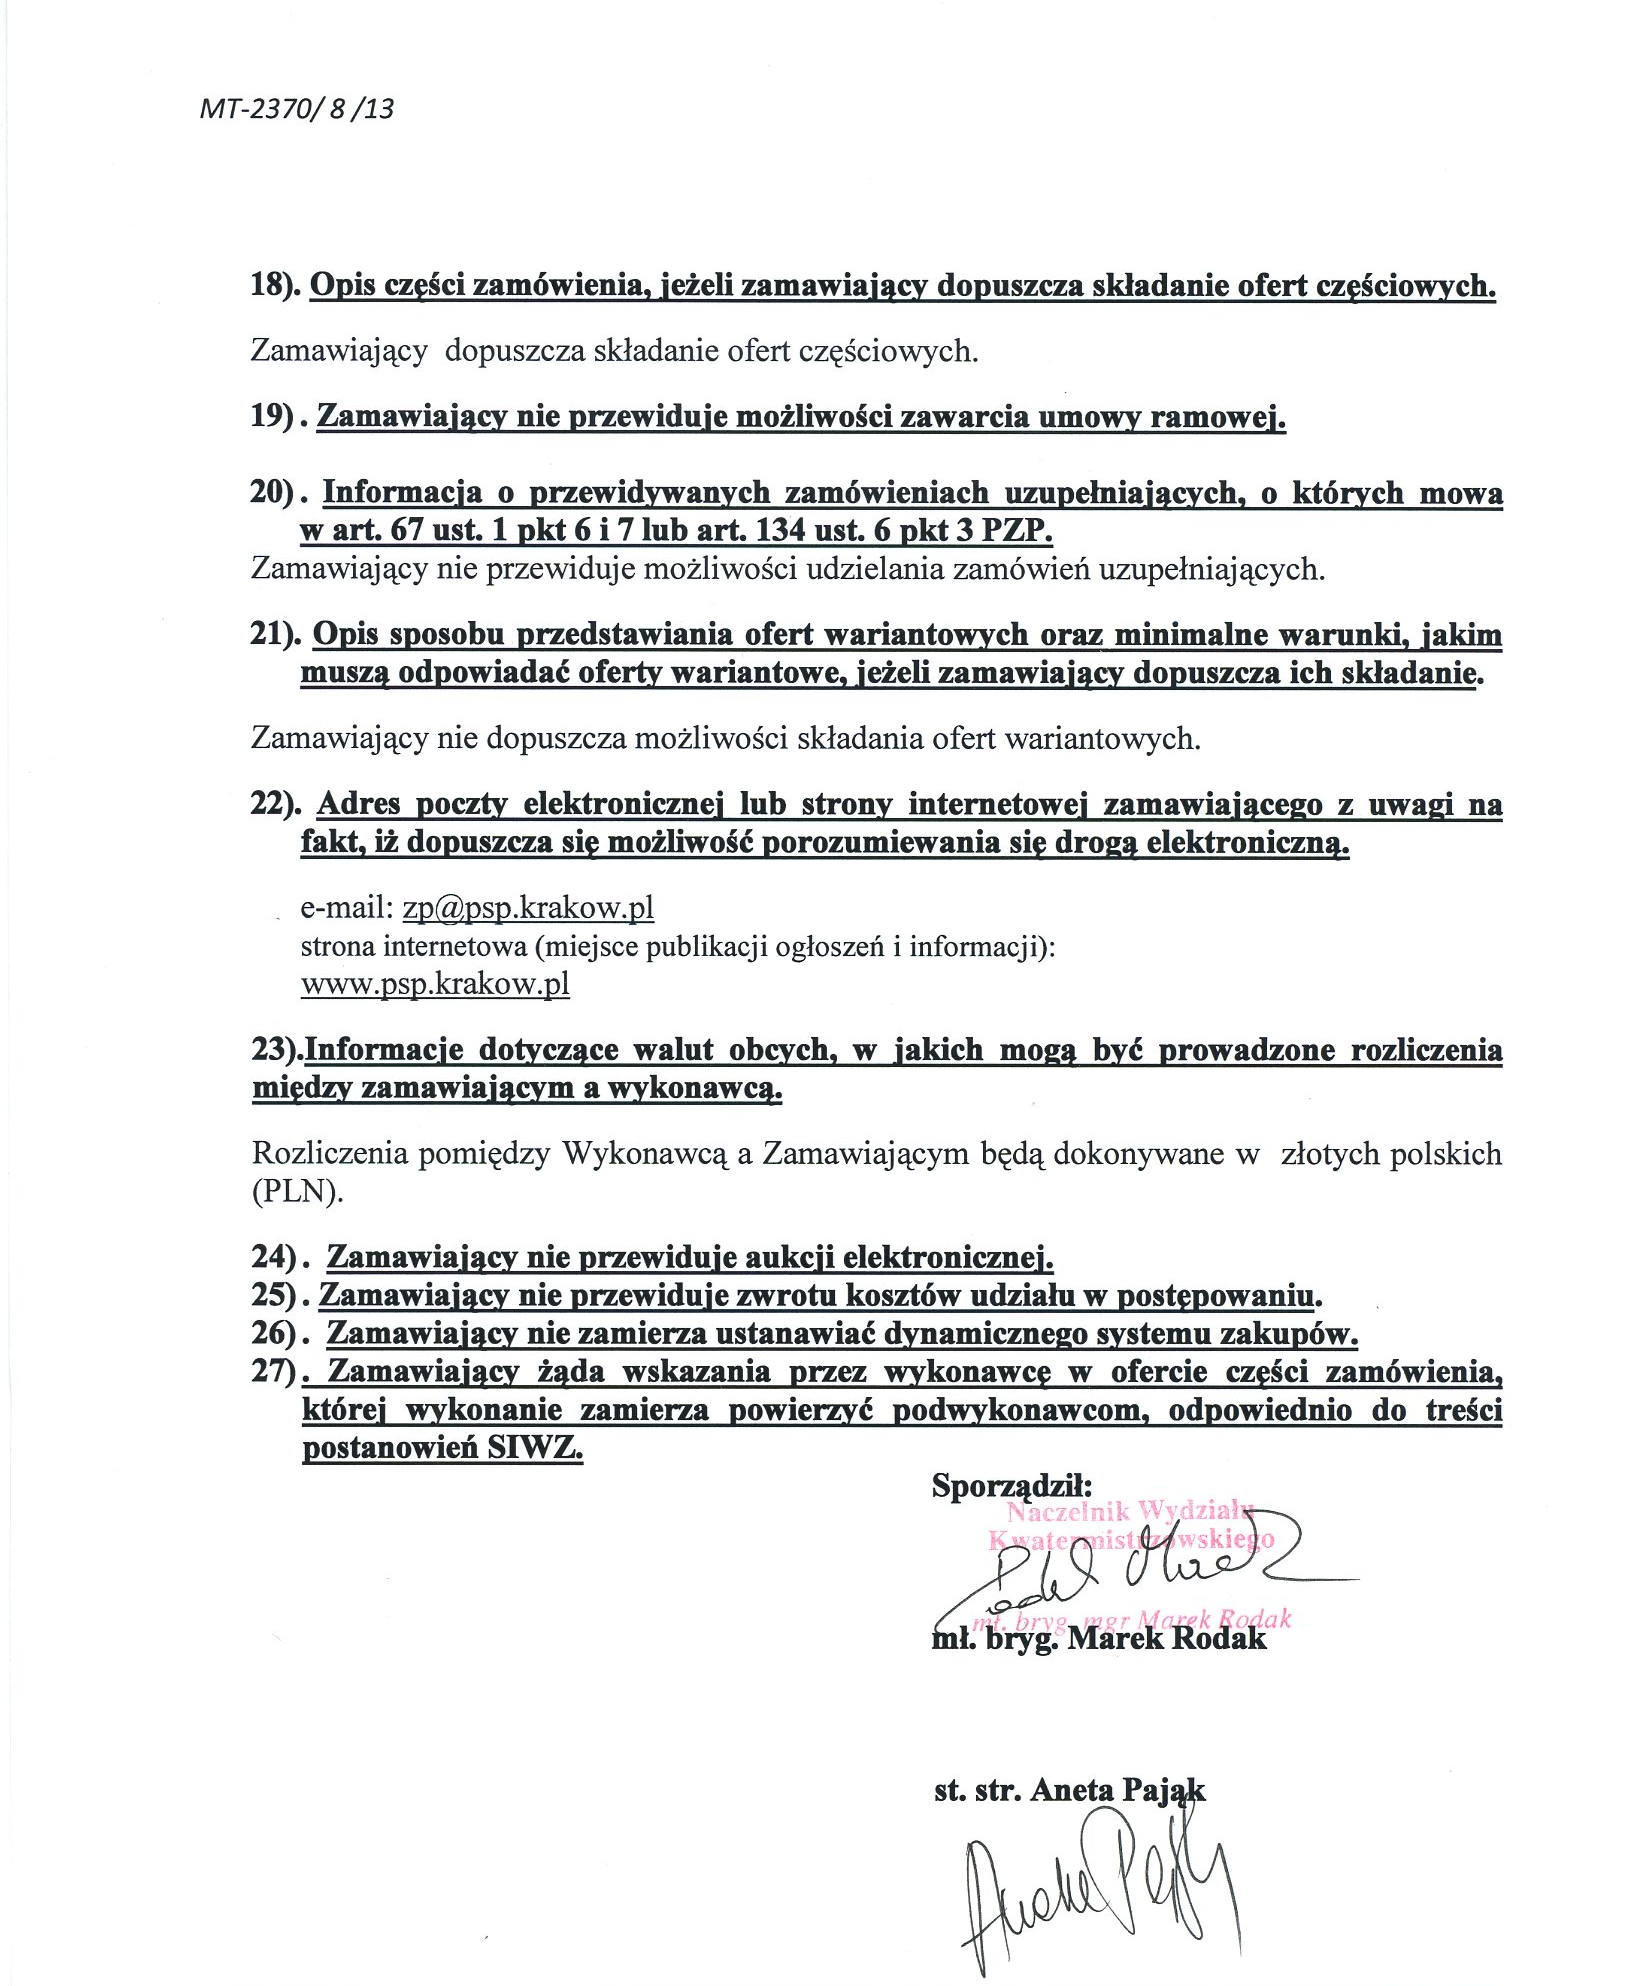 MT-2370/ 8 /13
18). Opis części zamówienia, jeżeli zamawiający dopuszcza składanie ofert częściowych.
Zamawiający dopuszcza składanie ofert częściowych.
19). Zamawiający nie przewiduje możliwości zawarcia umowy ramowej.
20). Informacja o przewidywanych zamówieniach uzupełniających, o których mowa
w art. 67 ust. 1 pkt 6 i 7 lub art. 134 ust. 6 pkt 3 PZP.
Zamawiający nie przewiduje możliwości udzielania zamówień uzupełniających.
21). Opis sposobu przedstawiania ofert wariantowych oraz minimalne warunki, jakim
muszą odpowiadać oferty wariantowe, jeżeli zamawiający dopuszcza ich składanie.
Zamawiający nie dopuszcza możliwości składania ofert wariantowych.
22). Adres poczty elektronicznej lub strony internetowej zamawiającego z uwagi na
fakt, iż dopuszcza się możliwość porozumiewania się drogą elektroniczną.
e-mail: zp@psp.krakow.pl
strona internetowa (miejsce publikacji ogłoszeń i informacji):
www.psp.krakow.pl
23).Informacje dotyczące walut obcych, w jakich mogą być prowadzone rozliczenia
między zamawiającym a wykonawcą.
Rozliczenia pomiędzy Wykonawcą a Zamawiającym będą dokonywane w złotych polskich
(PLN).
24). Zamawiający nie przewiduje aukcji elektronicznej.
25). Zamawiający nie przewiduje zwrotu kosztów udziału w postępowaniu.
26). Zamawiający nie zamierza ustanawiać dynamicznego systemu zakupów.
27). Zamawiający żąda wskazania przez wykonawcę w ofercie części zamówienia,
której wykonanie zamierza powierzyć podwykonawcom, odpowiednio do treści
postanowień SIWZ.
Sporządził:
Naczelnik Wydziału
Kwatermistrzowskiego
mł. bryg. mgr Marek Rodak
mł. bryg. Marek Rodak
st. str. Aneta Pająk